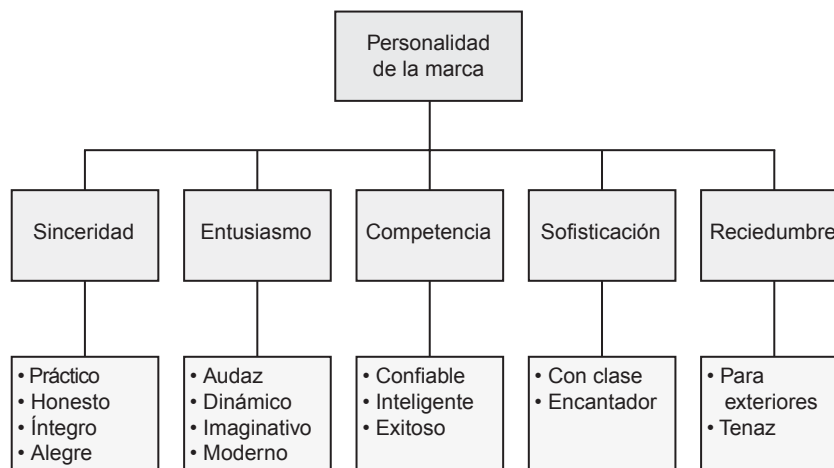 Personalidad
de la marca
Sinceridad
Entusiasmo
Competencia
Sofisticación
Reciedumbre
• Práctico
• Honesto
• Íntegro
• Alegre
• Audaz
• Dinámico
• Imaginativo
• Moderno
• Confiable
• Inteligente
• Exitoso
• Con clase
• Encantador
• Para
exteriores
• Tenaz